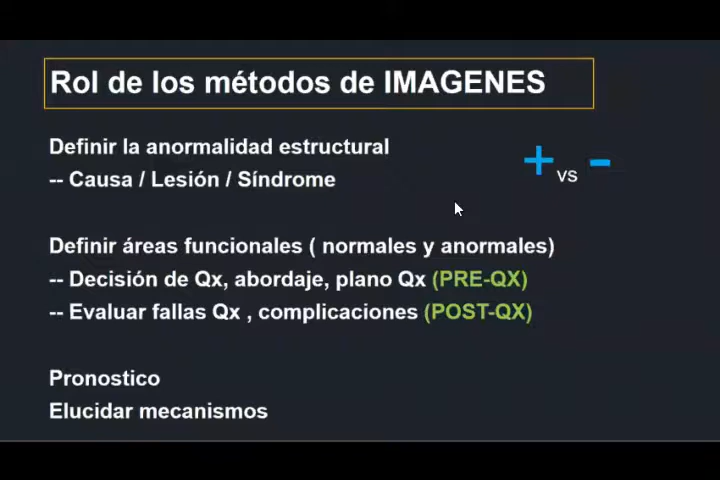 Rol de los métodos de IMAGENES
Definir la anormalidad estructural
-- Causa / Lesión / Síndrome
+ vs -
Definir áreas funcionales ( normales y anormales)
-- Decisión de Qx, abordaje, plano Qx (PRE-QX)
-- Evaluar fallas Qx , complicaciones (POST-QX)
Pronostico
Elucidar mecanismos